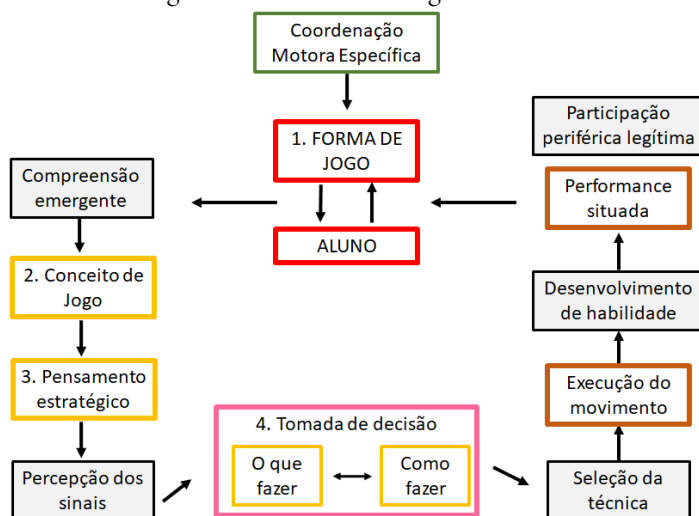 Coordenação
Motora Específica
1. FORMA DE
JOGO
ALUNO
Compreensão
emergente
2. Conceito de
Jogo
3. Pensamento
estratégico
Percepção dos
sinais
4. Tomada de decisão
O que
fazer
Como
fazer
Seleção da
técnica
Execução do
movimento
Desenvolvimento
de habilidade
Performance
situada
Participação
periférica legítima